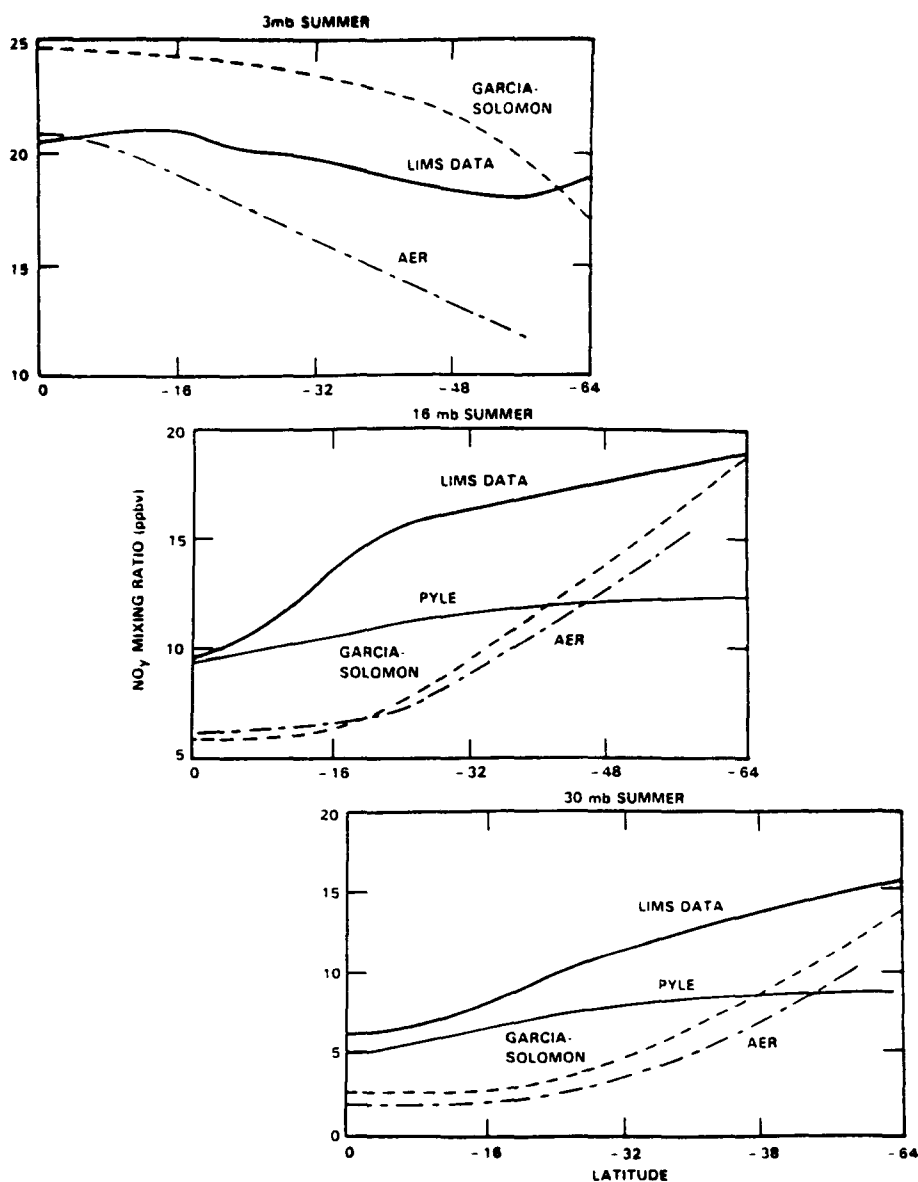 3mb SUMMER
25
20
15
10
GARCIA-
SOLOMON
LIMS DATA
AER
0 -16 -32 -48 -64
16 mb SUMMER
20
15
10
5
NOy MIXING RATIO (ppbv)
LIMS DATA
PYLE
GARCIA-
SOLOMON
AER
0 -16 -32 -48 -64
30 mb SUMMER
20
15
10
5
0
LIMS DATA
PYLE
GARCIA-
SOLOMON
AER
0 -16 -32 -38 -64
LATITUDE